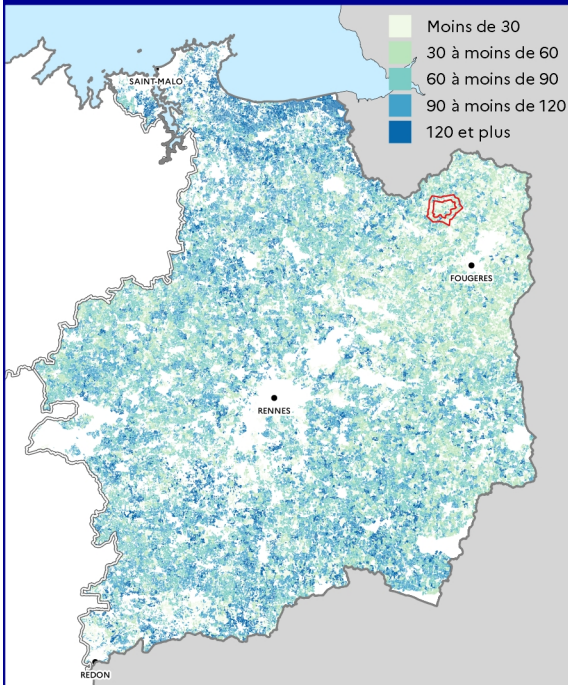 Moins de 30
30 à moins de 60
60 à moins de 90
90 à moins de 120
120 et plus
SAINT-MALO
FOUGERES
RENNES
REDON